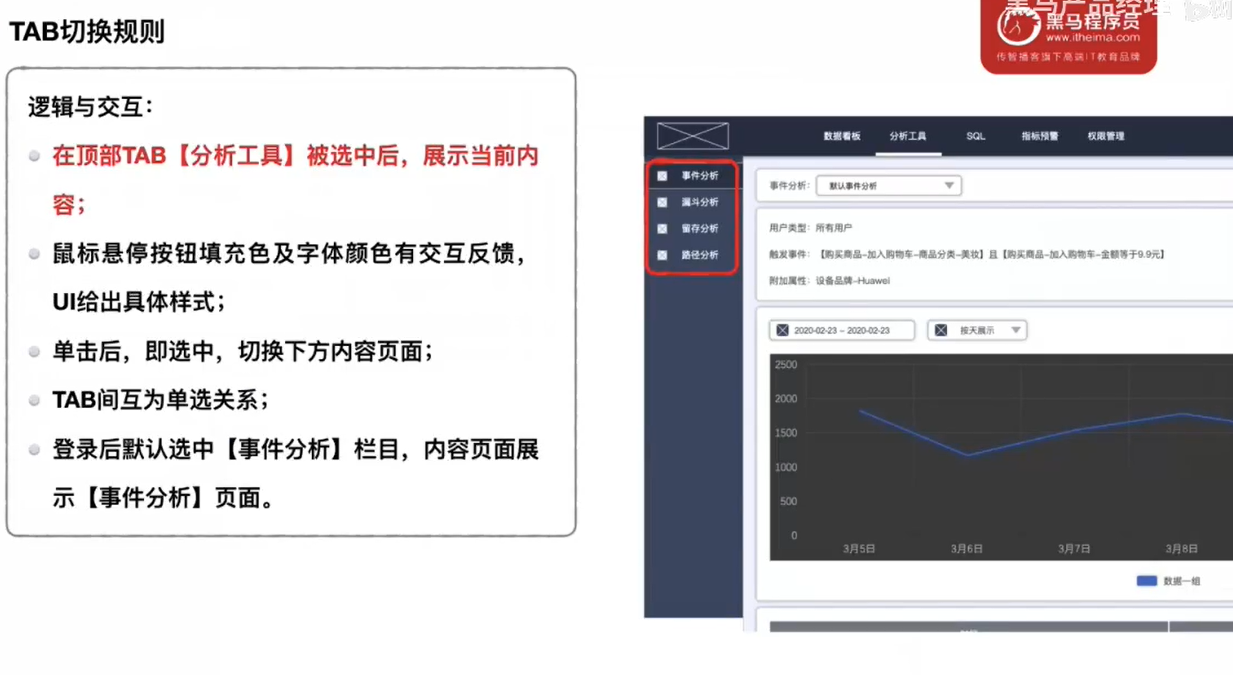 TAB切换规则
黑马产品经理
黑马程序员
www.itheima.com
传智播客旗下高端IT教育品牌
逻辑与交互：
在顶部TAB【分析工具】被选中后，展示当前内
容；
鼠标悬停按钮填充色及字体颜色有交互反馈，
UI给出具体样式；
单击后，即选中，切换下方内容页面；
TAB间互为单选关系；
登录后默认选中【事件分析】栏目，内容页面展
示【事件分析】页面。
数据看板 分析工具 SQL 指标预警 权限管理
事件分析
漏斗分析
留存分析
路径分析
事件分析： 默认事件分析
用户类型：所有用户
触发事件：【购买商品-加入购物车-商品分类-美妆】且【购买商品-加入购物车-金额等于9.9元】
附加属性：设备品牌-Huawei
2020-02-23 ~ 2020-02-23 按天展示
2500
2000
1500
1000
500
0
3月5日 3月6日 3月7日 3月8日
数据一组